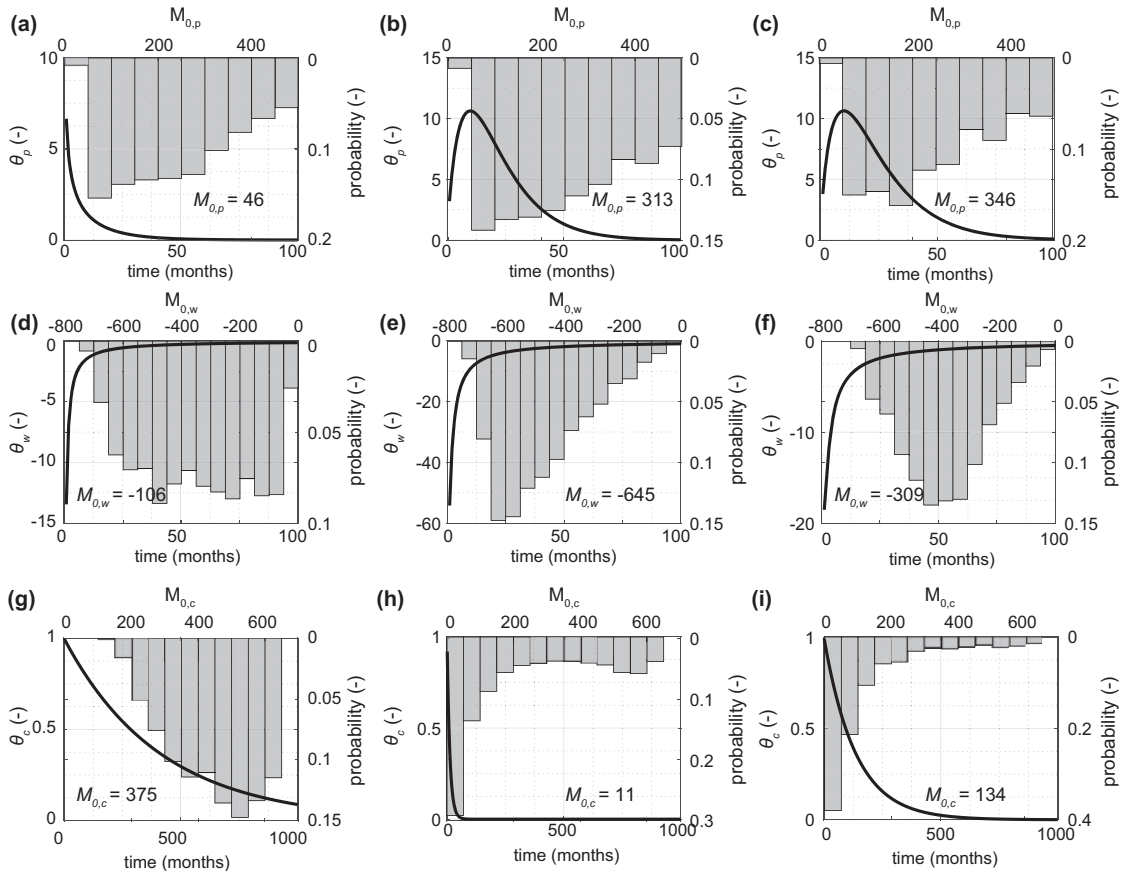 (a) M0,p (b) M0,p (c) M0,p
0 200 400 0 200 400 0 200 400
10 0 15 0 15 0
θp (-) 5 0.1 probability (-) θp (-) 10 0.05 probability (-) θp (-) 10 0.1 probability (-)
5 0.1 5
M0,p = 46 M0,p = 313 M0,p = 346
0 0.2 0 0.15 0 0.2
0 50 100 0 50 100 0 50 100
time (months) time (months) time (months)
(d) M0,w (e) M0,w (f) M0,w
-800 -600 -400 -200 0 -800 -600 -400 -200 0 -800 -600 -400 -200 0
0 0 0 0 0 0
θw (-) -5 0.05 probability (-) θw (-) -20 0.05 probability (-) θw (-) -10 0.05 probability (-)
-10 -40 0.1 0.1
M0,w = -106 M0,w = -645 M0,w = -309
-15 0.1 -60 0.15 -20 0.15
0 50 100 0 50 100 0 50 100
time (months) time (months) time (months)
(g) M0,c (h) M0,c (i) M0,c
0 200 400 600 0 200 400 600 0 200 400 600
1 0 1 0 1 0
θc (-) 0.5 0.05 probability (-) θc (-) 0.5 0.1 probability (-) θc (-) 0.5 0.2 probability (-)
0.1 0.2
M0,c = 375 M0,c = 11 M0,c = 134
0 0.15 0 0.3 0 0.4
0 500 1000 0 500 1000 0 500 1000
time (months) time (months) time (months)